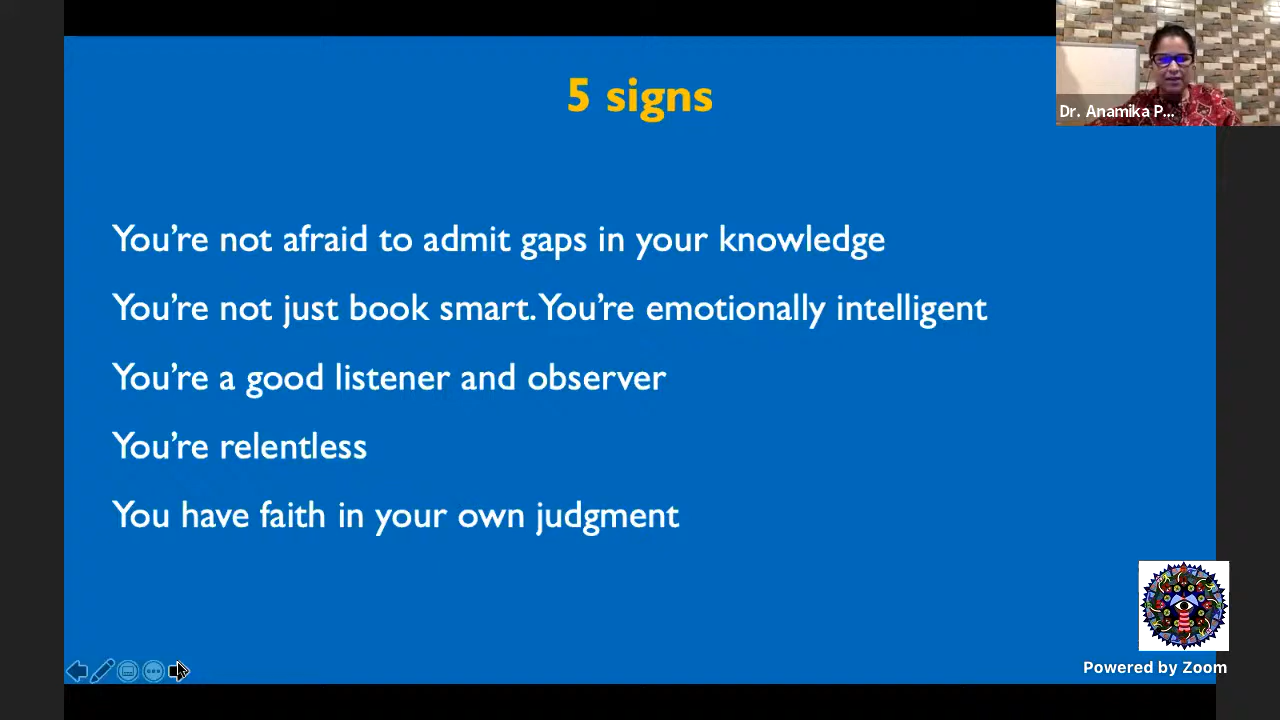 5 signs
Dr. Anamika P...
You’re not afraid to admit gaps in your knowledge
You’re not just book smart. You’re emotionally intelligent
You’re a good listener and observer
You’re relentless
You have faith in your own judgment
Powered by Zoom